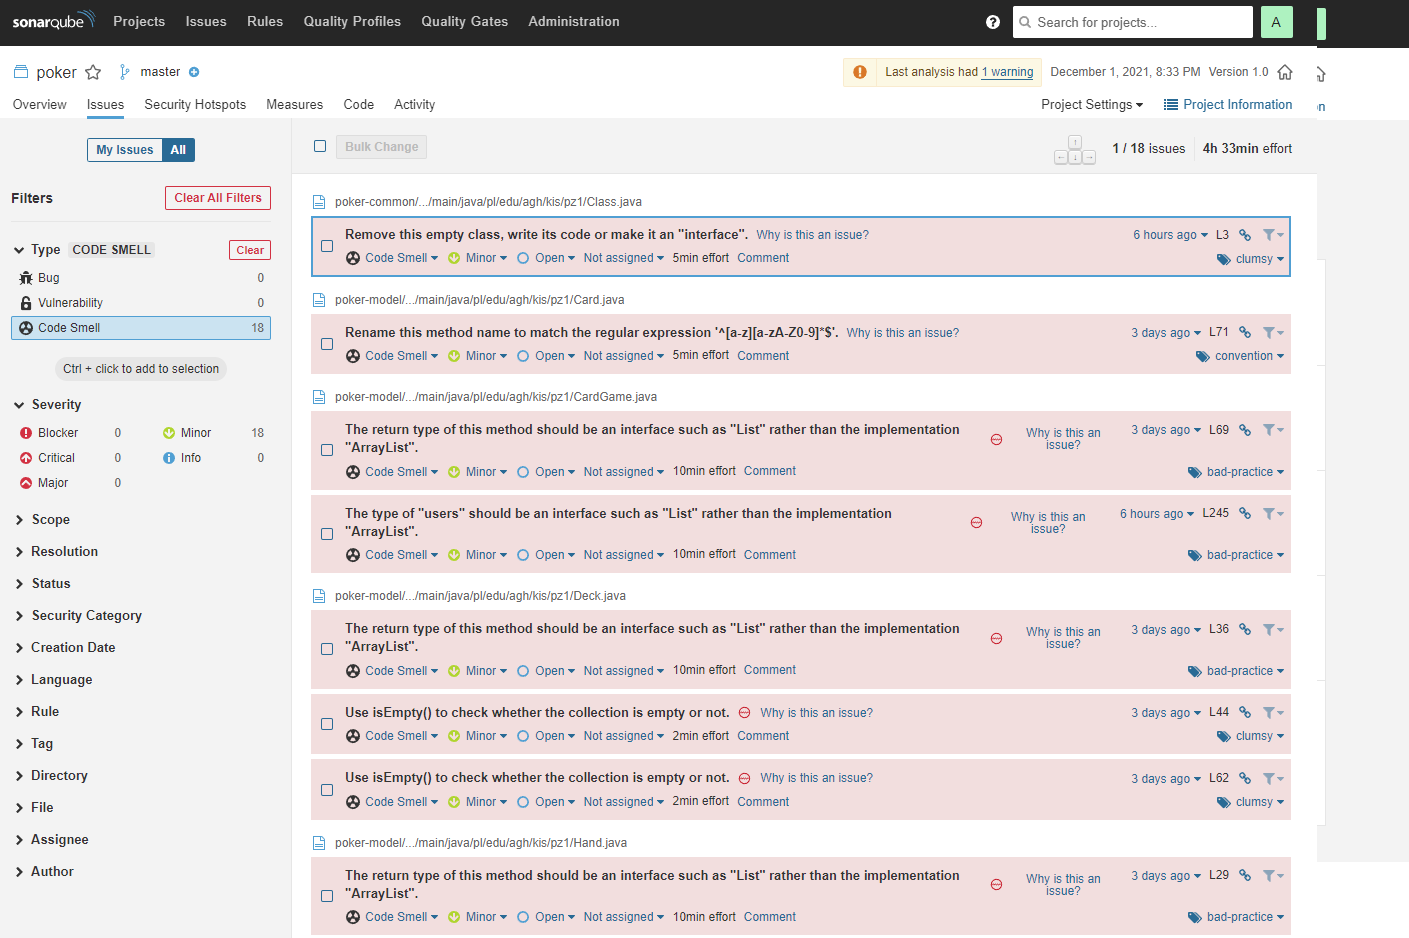 sonarqube Projects Issues Rules Quality Profiles Quality Gates Administration ? Search for projects... A
poker master Last analysis had 1 warning December 1, 2021, 8:33 PM Version 1.0
Overview Issues Security Hotspots Measures Code Activity Project Settings Project Information n
My Issues All
Bulk Change 1 / 18 issues 4h 33min effort
Filters Clear All Filters
Type CODE SMELL Clear
Bug 0
Vulnerability 0
Code Smell 18
Ctrl + click to add to selection
Severity
Blocker 0 Minor 18
Critical 0 Info 0
Major 0
Scope
Resolution
Status
Security Category
Creation Date
Language
Rule
Tag
Directory
File
Assignee
Author
poker-common/.../main/java/pl/edu/agh/kis/pz1/Class.java
Remove this empty class, write its code or make it an "interface". Why is this an issue? 6 hours ago L3
Code Smell Minor Open Not assigned 5min effort Comment clumsy
poker-model/.../main/java/pl/edu/agh/kis/pz1/Card.java
Rename this method name to match the regular expression '^[a-z][a-zA-Z0-9]*$'. Why is this an issue? 3 days ago L71
Code Smell Minor Open Not assigned 5min effort Comment convention
poker-model/.../main/java/pl/edu/agh/kis/pz1/CardGame.java
The return type of this method should be an interface such as "List" rather than the implementation
"ArrayList". Why is this an issue? 3 days ago L69
Code Smell Minor Open Not assigned 10min effort Comment bad-practice
The type of "users" should be an interface such as "List" rather than the implementation
"ArrayList". Why is this an issue? 6 hours ago L245
Code Smell Minor Open Not assigned 10min effort Comment bad-practice
poker-model/.../main/java/pl/edu/agh/kis/pz1/Deck.java
The return type of this method should be an interface such as "List" rather than the implementation
"ArrayList". Why is this an issue? 3 days ago L36
Code Smell Minor Open Not assigned 10min effort Comment bad-practice
Use isEmpty() to check whether the collection is empty or not. Why is this an issue? 3 days ago L44
Code Smell Minor Open Not assigned 2min effort Comment clumsy
Use isEmpty() to check whether the collection is empty or not. Why is this an issue? 3 days ago L62
Code Smell Minor Open Not assigned 2min effort Comment clumsy
poker-model/.../main/java/pl/edu/agh/kis/pz1/Hand.java
The return type of this method should be an interface such as "List" rather than the implementation
"ArrayList". Why is this an issue? 3 days ago L29
Code Smell Minor Open Not assigned 10min effort Comment bad-practice